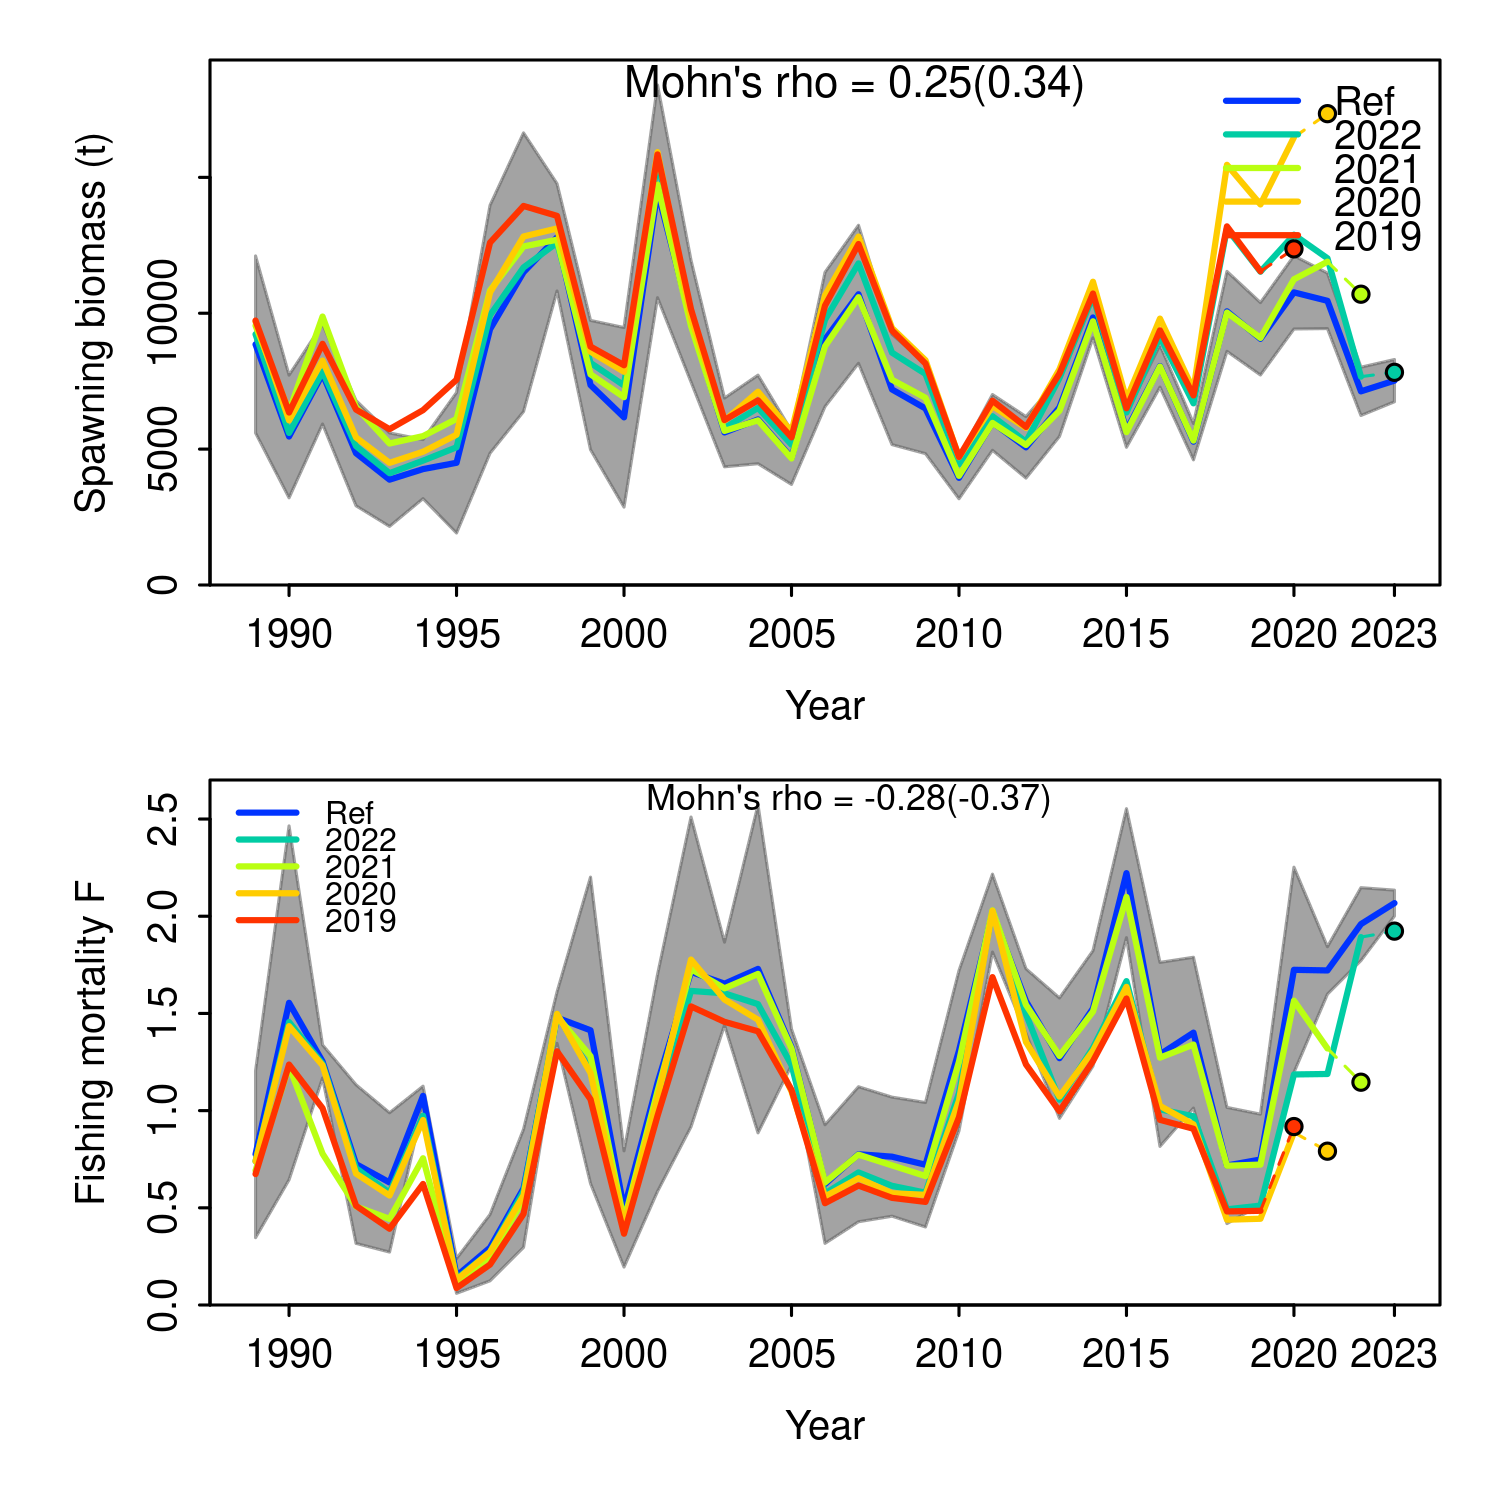 Mohn's rho = 0.25(0.34)
Ref
2022
2021
2020
2019
Spawning biomass (t)
0
5000
10000
1990 1995 2000 2005 2010 2015 2020 2023
Year
Mohn's rho = -0.28(-0.37)
Ref
2022
2021
2020
2019
Fishing mortality F
0.0
0.5
1.0
1.5
2.0
2.5
1990 1995 2000 2005 2010 2015 2020 2023
Year